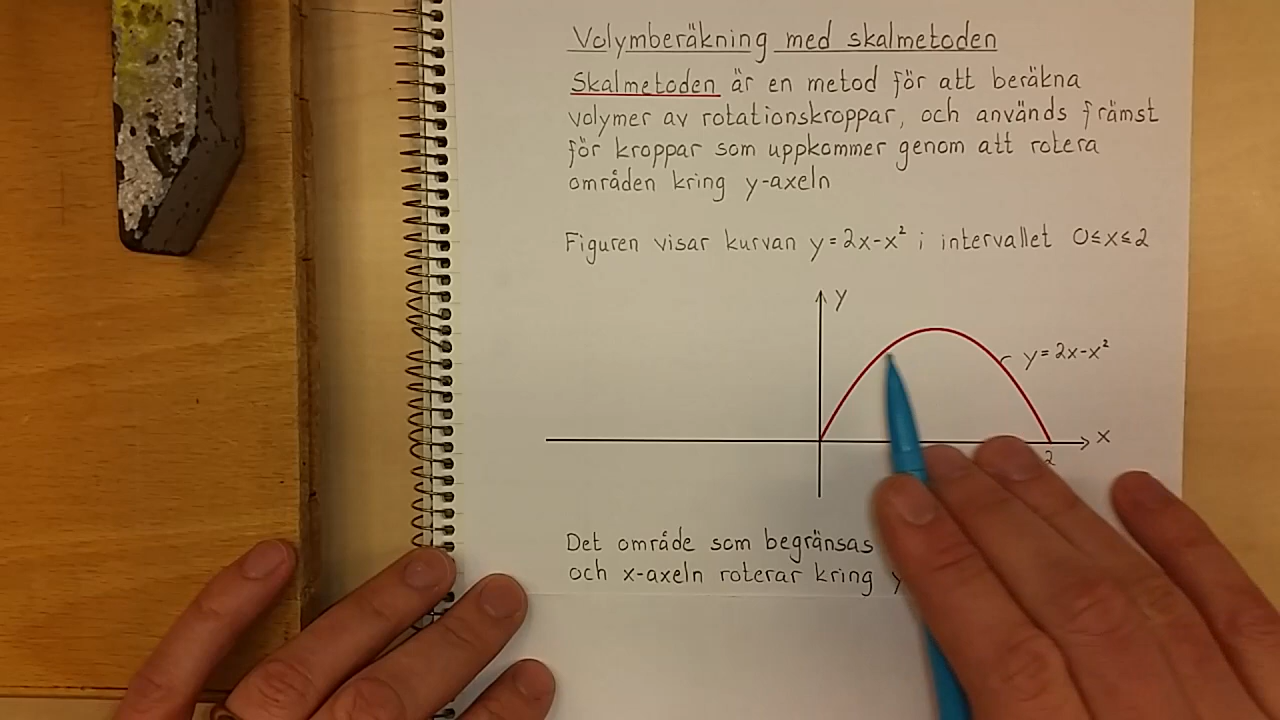 Volymberäkning med skalmetoden
Skalmetoden är en metod för att beräkna
volymer av rotationskroppar, och används främst
för kroppar som uppkommer genom att rotera
områden kring y-axeln
Figuren visar kurvan y=2x-x² i intervallet 0≤x≤2
y
y=2x-x²
x
2
Det område som begränsas
och x-axeln roterar kring y